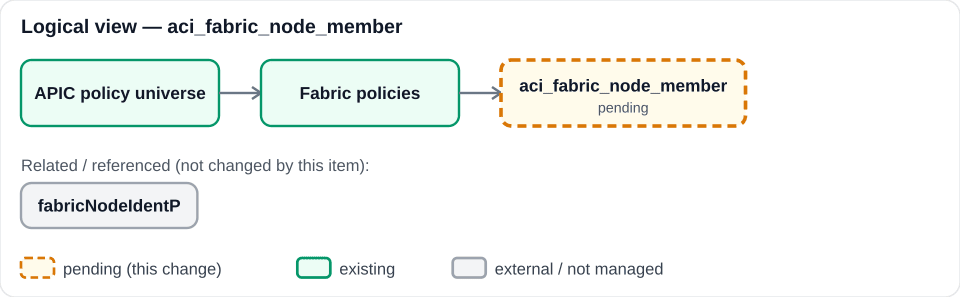 Logical view — aci_fabric_node_member
APIC policy universe
Fabric policies
aci_fabric_node_member
pending
Related / referenced (not changed by this item):
fabricNodeIdentP
pending (this change)
existing
external / not managed